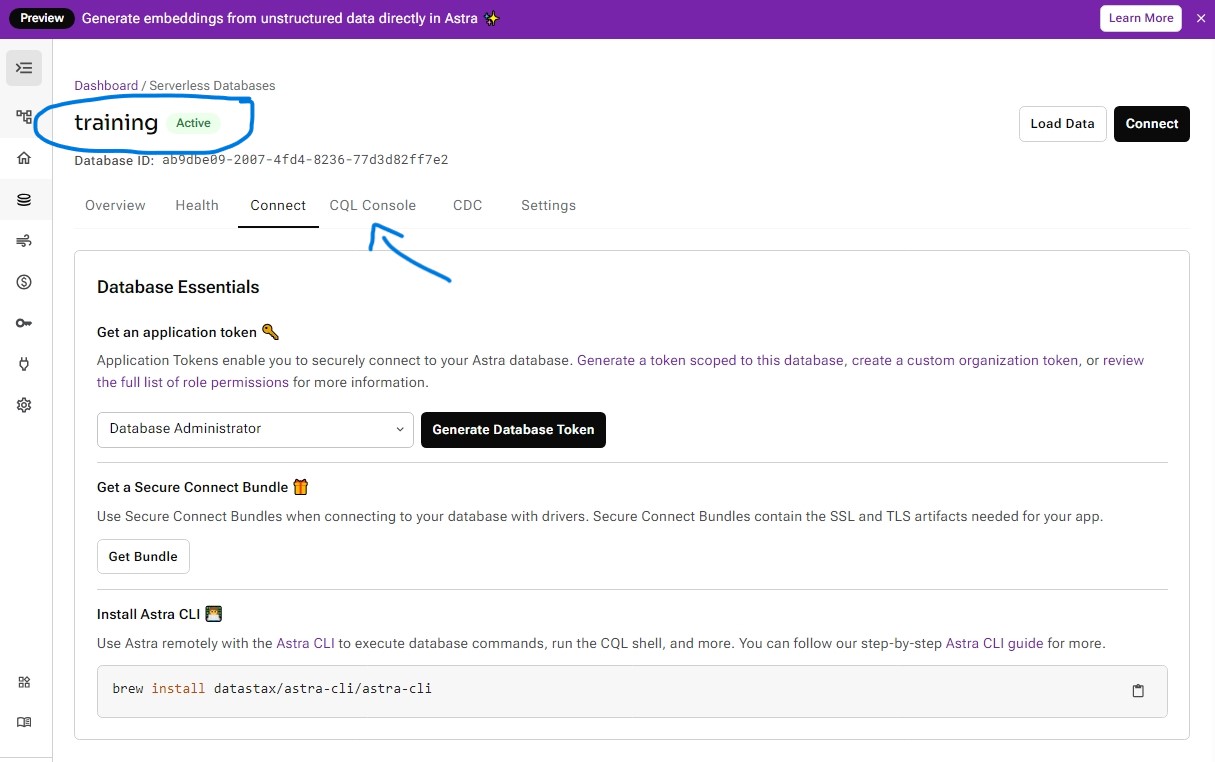 Preview Generate embeddings from unstructured data directly in Astra ✨ Learn More ×
Dashboard / Serverless Databases
training Active
Load Data Connect
Database ID: ab9dbe09-2007-4fd4-8236-77d3d82ff7e2
Overview Health Connect CQL Console CDC Settings
Database Essentials
Get an application token 🔑
Application Tokens enable you to securely connect to your Astra database. Generate a token scoped to this database, create a custom organization token, or review
the full list of role permissions for more information.
Database Administrator Generate Database Token
Get a Secure Connect Bundle 🎁
Use Secure Connect Bundles when connecting to your database with drivers. Secure Connect Bundles contain the SSL and TLS artifacts needed for your app.
Get Bundle
Install Astra CLI 👨‍💻
Use Astra remotely with the Astra CLI to execute database commands, run the CQL shell, and more. You can follow our step-by-step Astra CLI guide for more.
brew install datastax/astra-cli/astra-cli